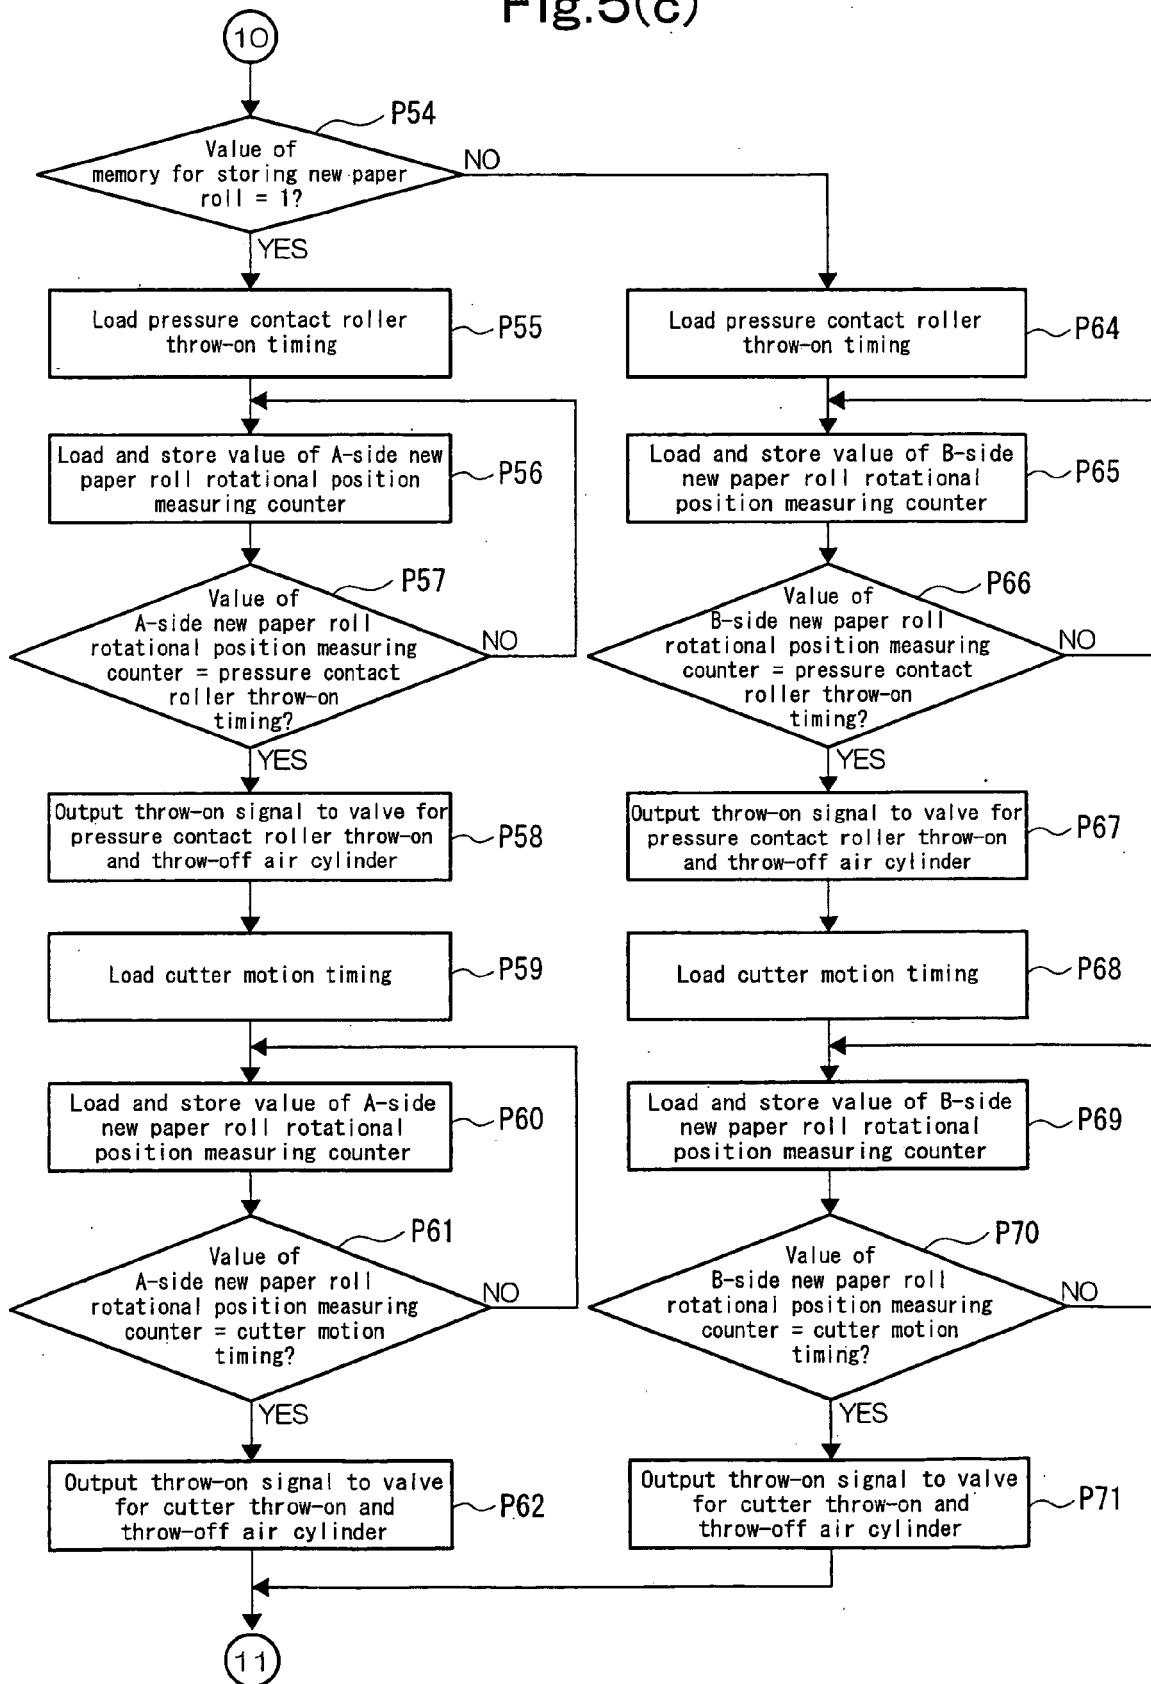 Fig.5(c)
10
P54
Value of
memory for storing new paper
roll = 1?
NO
YES
Load pressure contact roller
throw-on timing
P55
Load and store value of A-side new
paper roll rotational position
measuring counter
P56
P57
Value of
A-side new paper roll
rotational position measuring
counter = pressure contact
roller throw-on
timing?
NO
YES
Output throw-on signal to valve for
pressure contact roller throw-on
and throw-off air cylinder
P58
Load cutter motion timing
P59
Load and store value of A-side
new paper roll rotational
position measuring counter
P60
P61
Value of
A-side new paper roll
rotational position measuring
counter = cutter motion
timing?
NO
YES
Output throw-on signal to valve
for cutter throw-on and
throw-off air cylinder
P62
Load pressure contact roller
throw-on timing
P64
Load and store value of B-side
new paper roll rotational
position measuring counter
P65
P66
Value of
B-side new paper roll
rotational position measuring
counter = pressure contact
roller throw-on
timing?
NO
YES
Output throw-on signal to valve for
pressure contact roller throw-on
and throw-off air cylinder
P67
Load cutter motion timing
P68
Load and store value of B-side
new paper roll rotational
position measuring counter
P69
P70
Value of
B-side new paper roll
rotational position measuring
counter = cutter motion
timing?
NO
YES
Output throw-on signal to valve
for cutter throw-on and
throw-off air cylinder
P71
11